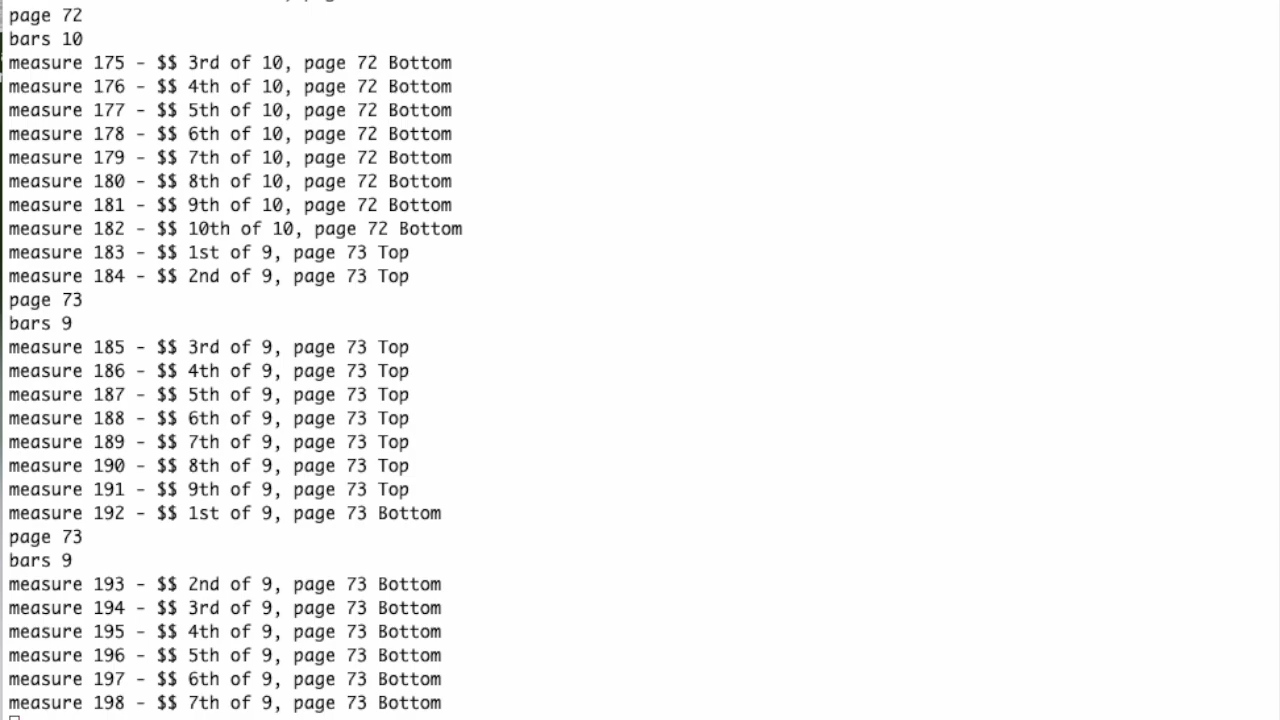 page 72
bars 10
measure 175 - $$ 3rd of 10, page 72 Bottom
measure 176 - $$ 4th of 10, page 72 Bottom
measure 177 - $$ 5th of 10, page 72 Bottom
measure 178 - $$ 6th of 10, page 72 Bottom
measure 179 - $$ 7th of 10, page 72 Bottom
measure 180 - $$ 8th of 10, page 72 Bottom
measure 181 - $$ 9th of 10, page 72 Bottom
measure 182 - $$ 10th of 10, page 72 Bottom
measure 183 - $$ 1st of 9, page 73 Top
measure 184 - $$ 2nd of 9, page 73 Top
page 73
bars 9
measure 185 - $$ 3rd of 9, page 73 Top
measure 186 - $$ 4th of 9, page 73 Top
measure 187 - $$ 5th of 9, page 73 Top
measure 188 - $$ 6th of 9, page 73 Top
measure 189 - $$ 7th of 9, page 73 Top
measure 190 - $$ 8th of 9, page 73 Top
measure 191 - $$ 9th of 9, page 73 Top
measure 192 - $$ 1st of 9, page 73 Bottom
page 73
bars 9
measure 193 - $$ 2nd of 9, page 73 Bottom
measure 194 - $$ 3rd of 9, page 73 Bottom
measure 195 - $$ 4th of 9, page 73 Bottom
measure 196 - $$ 5th of 9, page 73 Bottom
measure 197 - $$ 6th of 9, page 73 Bottom
measure 198 - $$ 7th of 9, page 73 Bottom